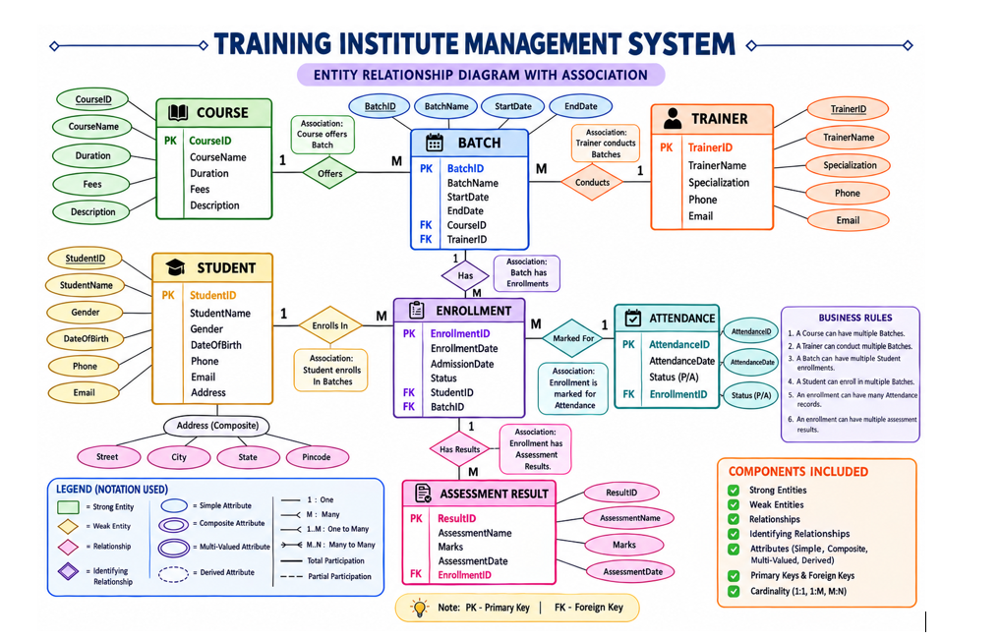 TRAINING INSTITUTE MANAGEMENT SYSTEM
ENTITY RELATIONSHIP DIAGRAM WITH ASSOCIATION
CourseID
CourseName
Duration
Fees
Description
COURSE
PK CourseID
CourseName
Duration
Fees
Description
1
Association:
Course offers
Batch
Offers
M
BatchID
BatchName
StartDate
EndDate
BATCH
PK BatchID
BatchName
StartDate
EndDate
FK CourseID
FK TrainerID
M
Association:
Trainer conducts
Batches
Conducts
1
TRAINER
PK TrainerID
TrainerName
Specialization
Phone
Email
TrainerID
TrainerName
Specialization
Phone
Email
1
Has
M
Association:
Batch has
Enrollments
StudentID
StudentName
Gender
DateOfBirth
Phone
Email
STUDENT
PK StudentID
StudentName
Gender
DateOfBirth
Phone
Email
Address
Address (Composite)
Street
City
State
Pincode
1
Enrolls In
M
Association:
Student enrolls
In Batches
ENROLLMENT
PK EnrollmentID
EnrollmentDate
AdmissionDate
Status
FK StudentID
FK BatchID
M
Marked For
1
Association:
Enrollment is
marked for
Attendance
ATTENDANCE
PK AttendanceID
AttendanceDate
Status (P/A)
FK EnrollmentID
AttendanceID
AttendanceDate
Status (P/A)
BUSINESS RULES
1. A Course can have multiple Batches.
2. A Trainer can conduct multiple Batches.
3. A Batch can have multiple Student
enrollments.
4. A Student can enroll in multiple Batches.
5. An enrollment can have many Attendance
records.
6. An enrollment can have multiple assessment
results.
1
Has Results
M
Association:
Enrollment has
Assessment
Results.
ASSESSMENT RESULT
PK ResultID
AssessmentName
Marks
AssessmentDate
FK EnrollmentID
ResultID
AssessmentName
Marks
AssessmentDate
LEGEND (NOTATION USED)
= Strong Entity
= Weak Entity
= Relationship
= Identifying
Relationship
= Simple Attribute
= Composite Attribute
= Multi-Valued Attribute
= Derived Attribute
1 : One
M : Many
1..M : One to Many
M..N : Many to Many
Total Participation
Partial Participation
Note: PK - Primary Key | FK - Foreign Key
COMPONENTS INCLUDED
Strong Entities
Weak Entities
Relationships
Identifying Relationships
Attributes (Simple, Composite,
Multi-Valued, Derived)
Primary Keys & Foreign Keys
Cardinality (1:1, 1:M, M:N)